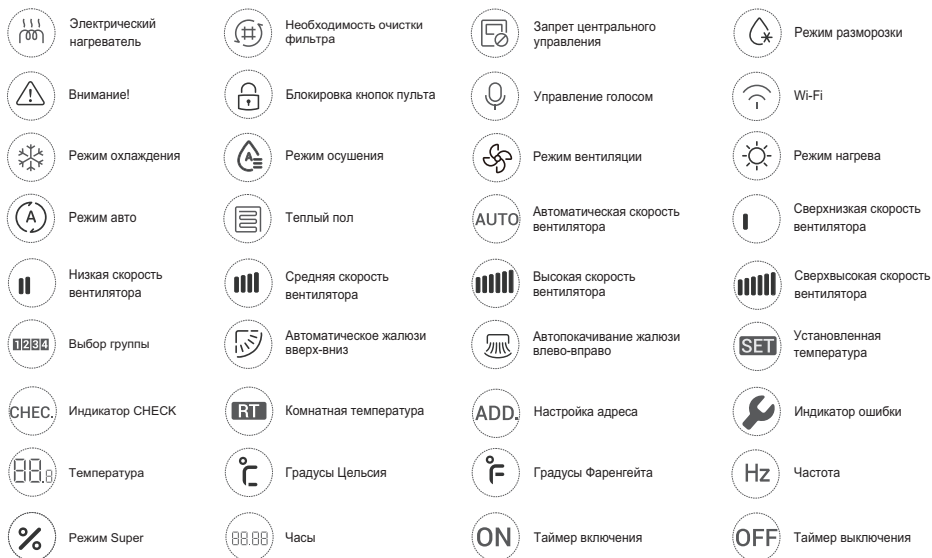 Электрический
нагреватель
Необходимость очистки
фильтра
Запрет центрального
управления
Режим разморозки
Внимание!
Блокировка кнопок пульта
Управление голосом
Wi-Fi
Режим охлаждения
A
Режим осушения
Режим вентиляции
Режим нагрева
A
Режим авто
Теплый пол
AUTO
Автоматическая скорость
вентилятора
Сверхнизкая скорость
вентилятора
Низкая скорость
вентилятора
Средняя скорость
вентилятора
Высокая скорость
вентилятора
Сверхвысокая скорость
вентилятора
1234
Выбор группы
Автоматическое жалюзи
вверх-вниз
Автопокачивание жалюзи
влево-вправо
SET
Установленная
температура
CHEC.
Индикатор CHECK
RT
Комнатная температура
ADD.
Настройка адреса
Индикатор ошибки
88.8
Температура
°C
Градусы Цельсия
°F
Градусы Фаренгейта
Hz
Частота
%
Режим Super
88:88
Часы
ON
Таймер включения
OFF
Таймер выключения